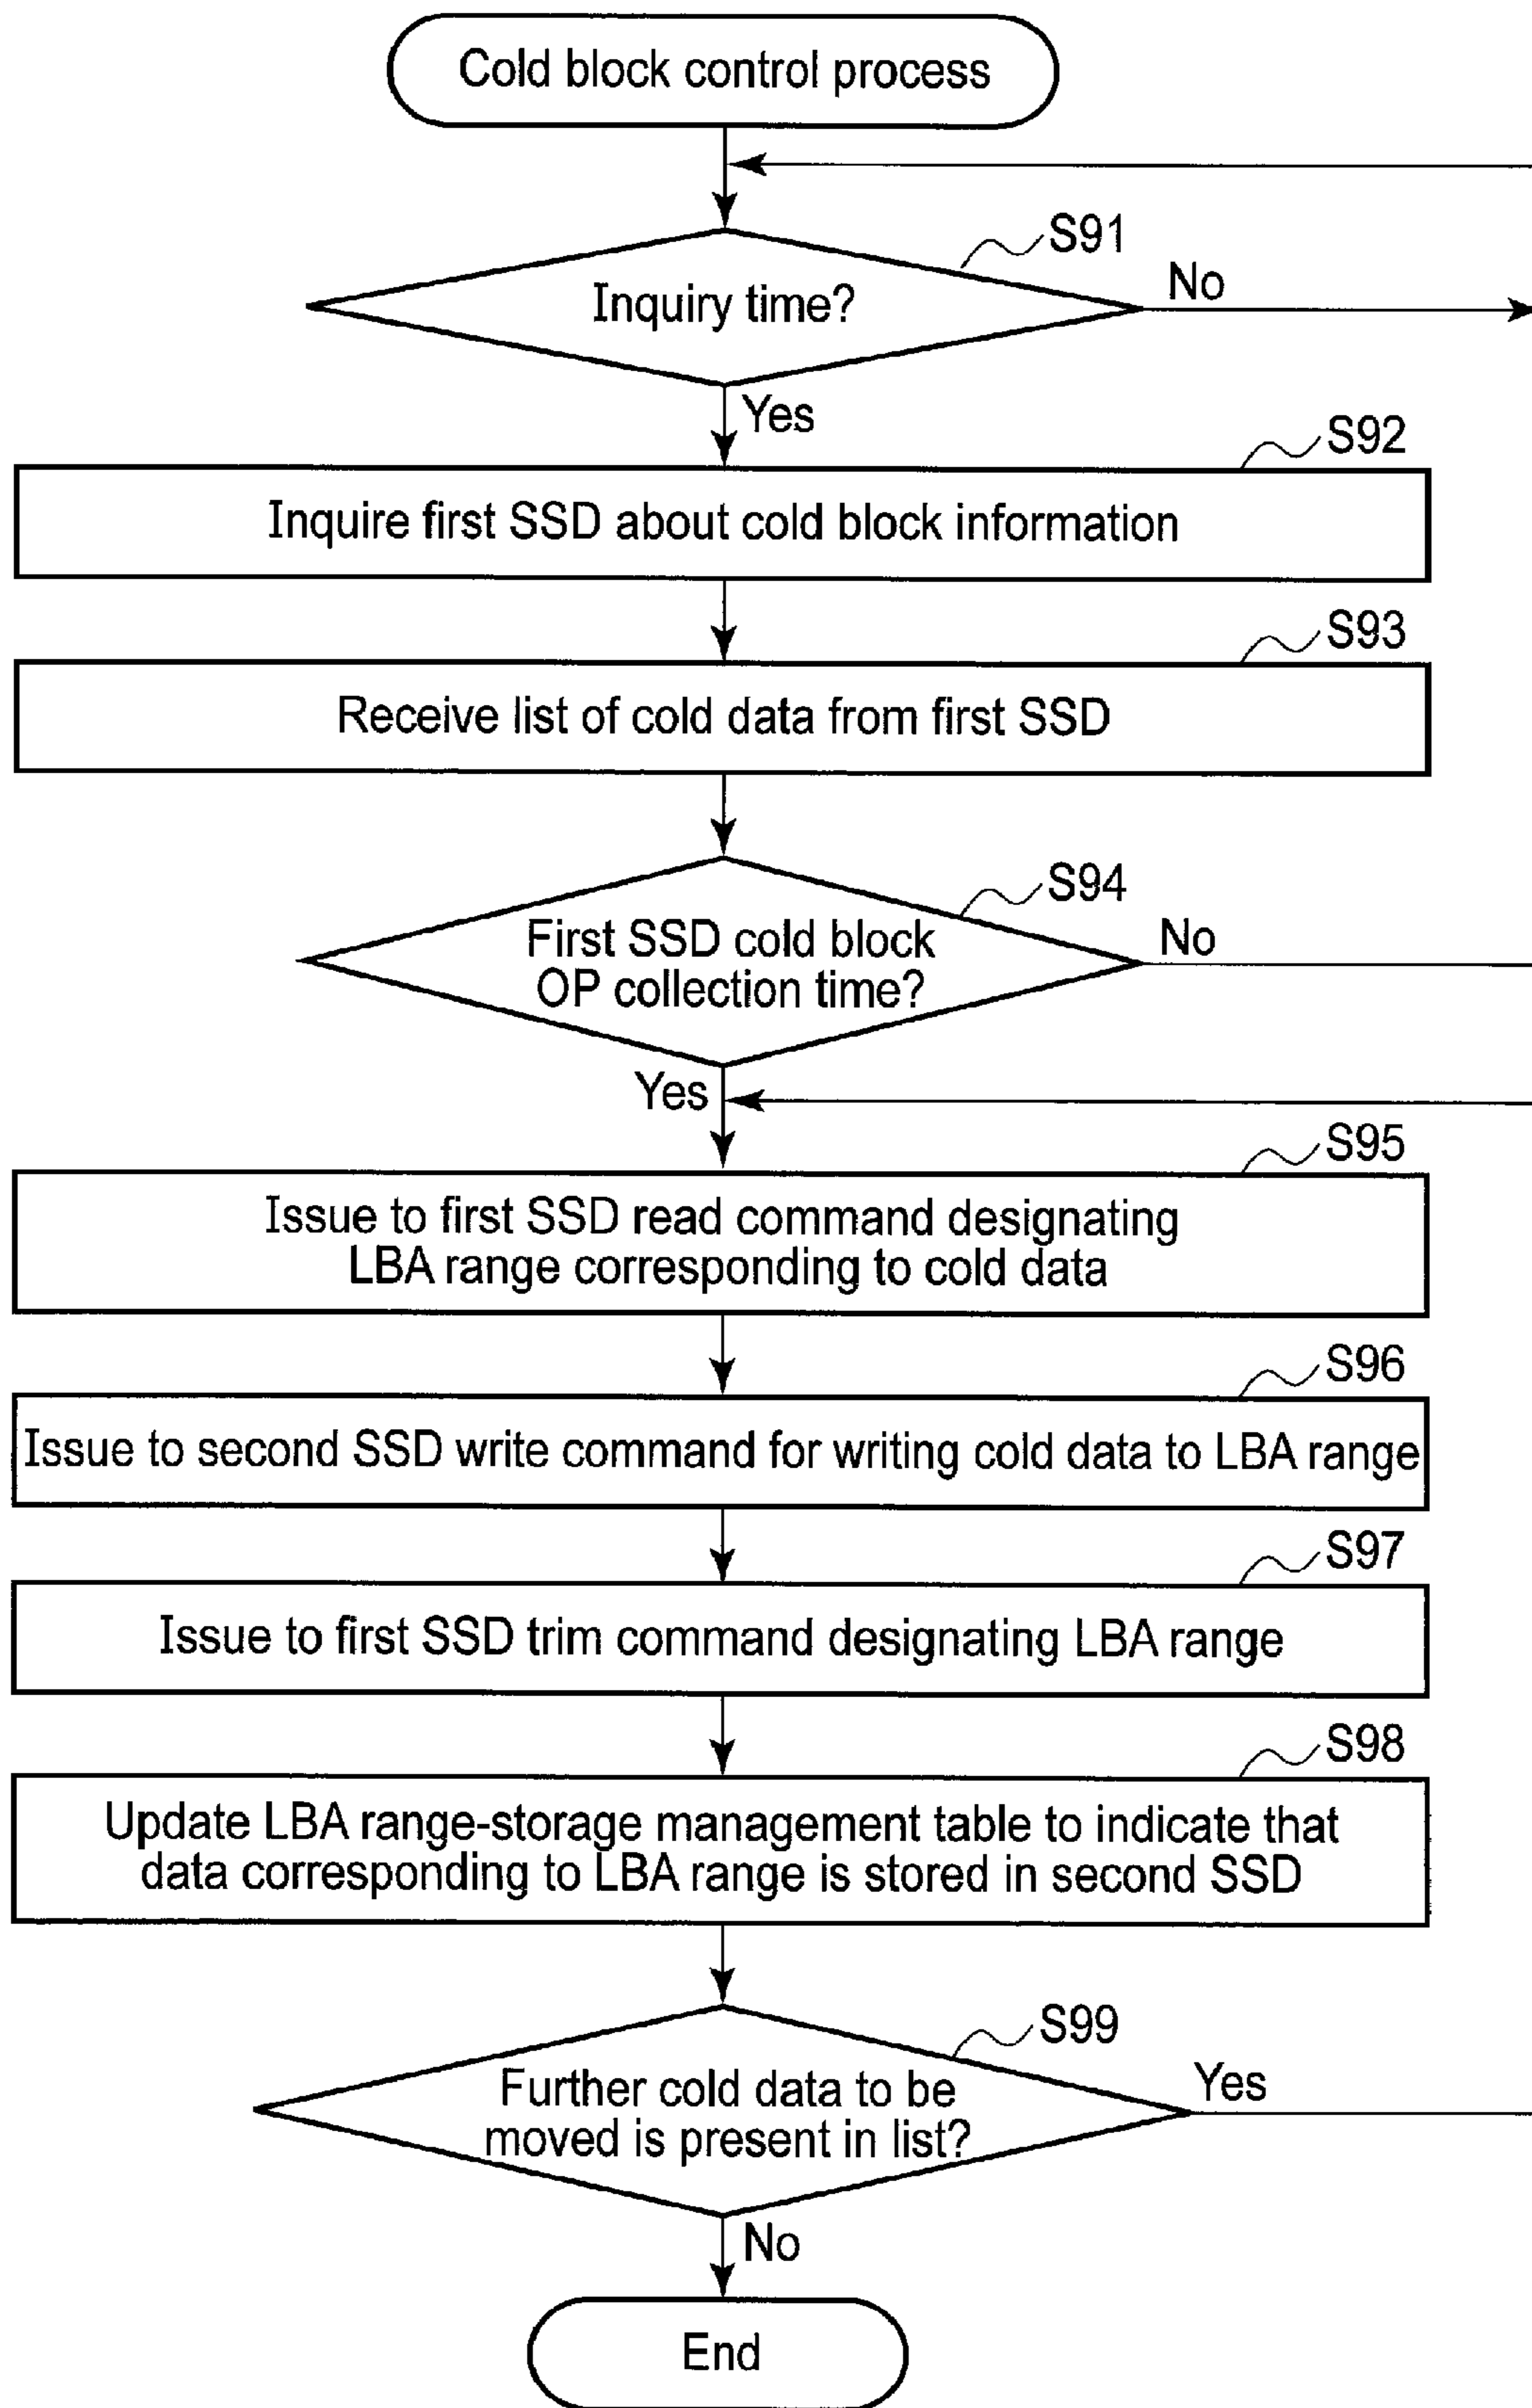 Cold block control process
S91
Inquiry time?
No
Yes
S92
Inquire first SSD about cold block information
S93
Receive list of cold data from first SSD
S94
First SSD cold block
OP collection time?
No
Yes
S95
Issue to first SSD read command designating
LBA range corresponding to cold data
S96
Issue to second SSD write command for writing cold data to LBA range
S97
Issue to first SSD trim command designating LBA range
S98
Update LBA range-storage management table to indicate that
data corresponding to LBA range is stored in second SSD
S99
Further cold data to be
moved is present in list?
Yes
No
End